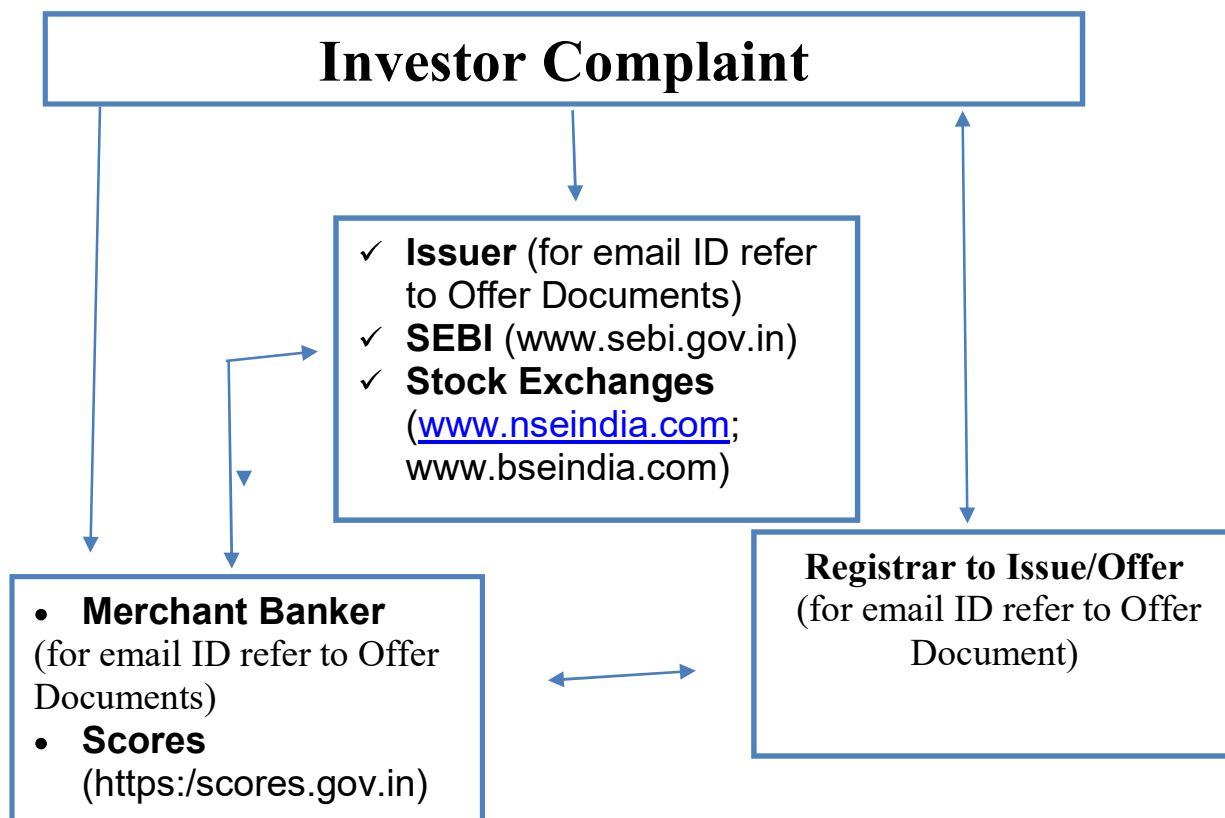 Investor Complaint
✓ Issuer (for email ID refer
to Offer Documents)
✓ SEBI (www.sebi.gov.in)
✓ Stock Exchanges
(www.nseindia.com;
www.bseindia.com)
• Merchant Banker
(for email ID refer to Offer
Documents)
• Scores
(https:/scores.gov.in)
Registrar to Issue/Offer
(for email ID refer to Offer
Document)